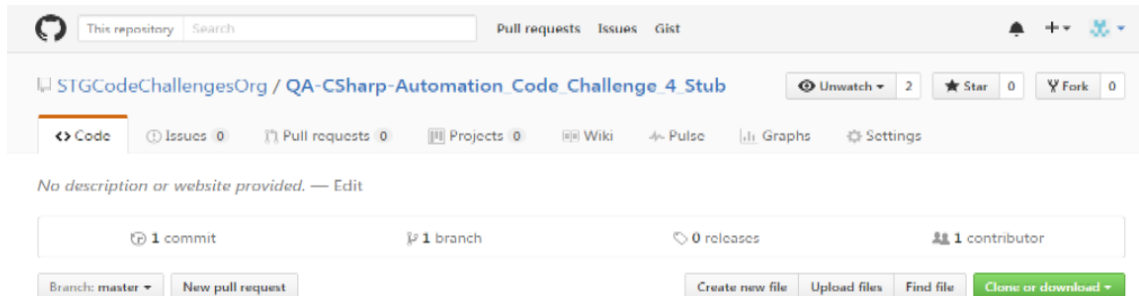 This repository Search Pull requests Issues Gist
STGCodeChallengesOrg / QA-CSharp-Automation_Code_Challenge_4_Stub Unwatch 2 Star 0 Fork 0
Code Issues 0 Pull requests 0 Projects 0 Wiki Pulse Graphs Settings
No description or website provided. — Edit
1 commit 1 branch 0 releases 1 contributor
Branch: master New pull request Create new file Upload files Find file Clone or download